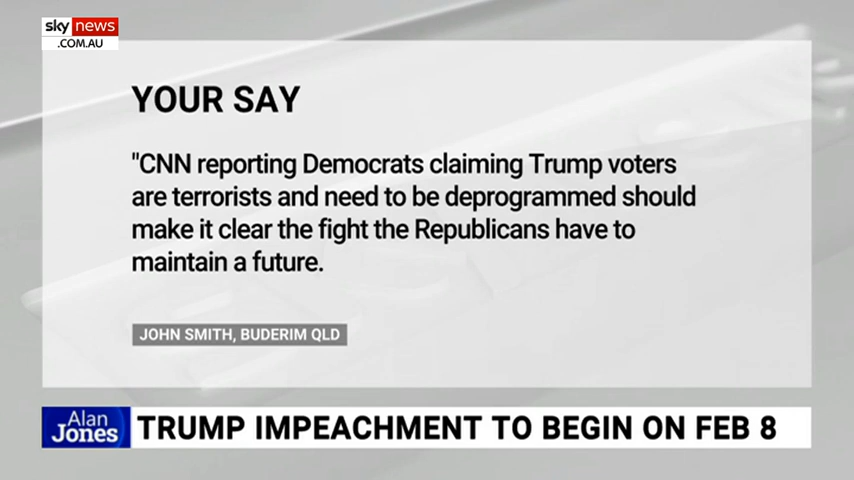 sky news
.COM.AU
YOUR SAY
"CNN reporting Democrats claiming Trump voters
are terrorists and need to be deprogrammed should
make it clear the fight the Republicans have to
maintain a future.
JOHN SMITH, BUDERIM QLD
Alan
Jones
TRUMP IMPEACHMENT TO BEGIN ON FEB 8